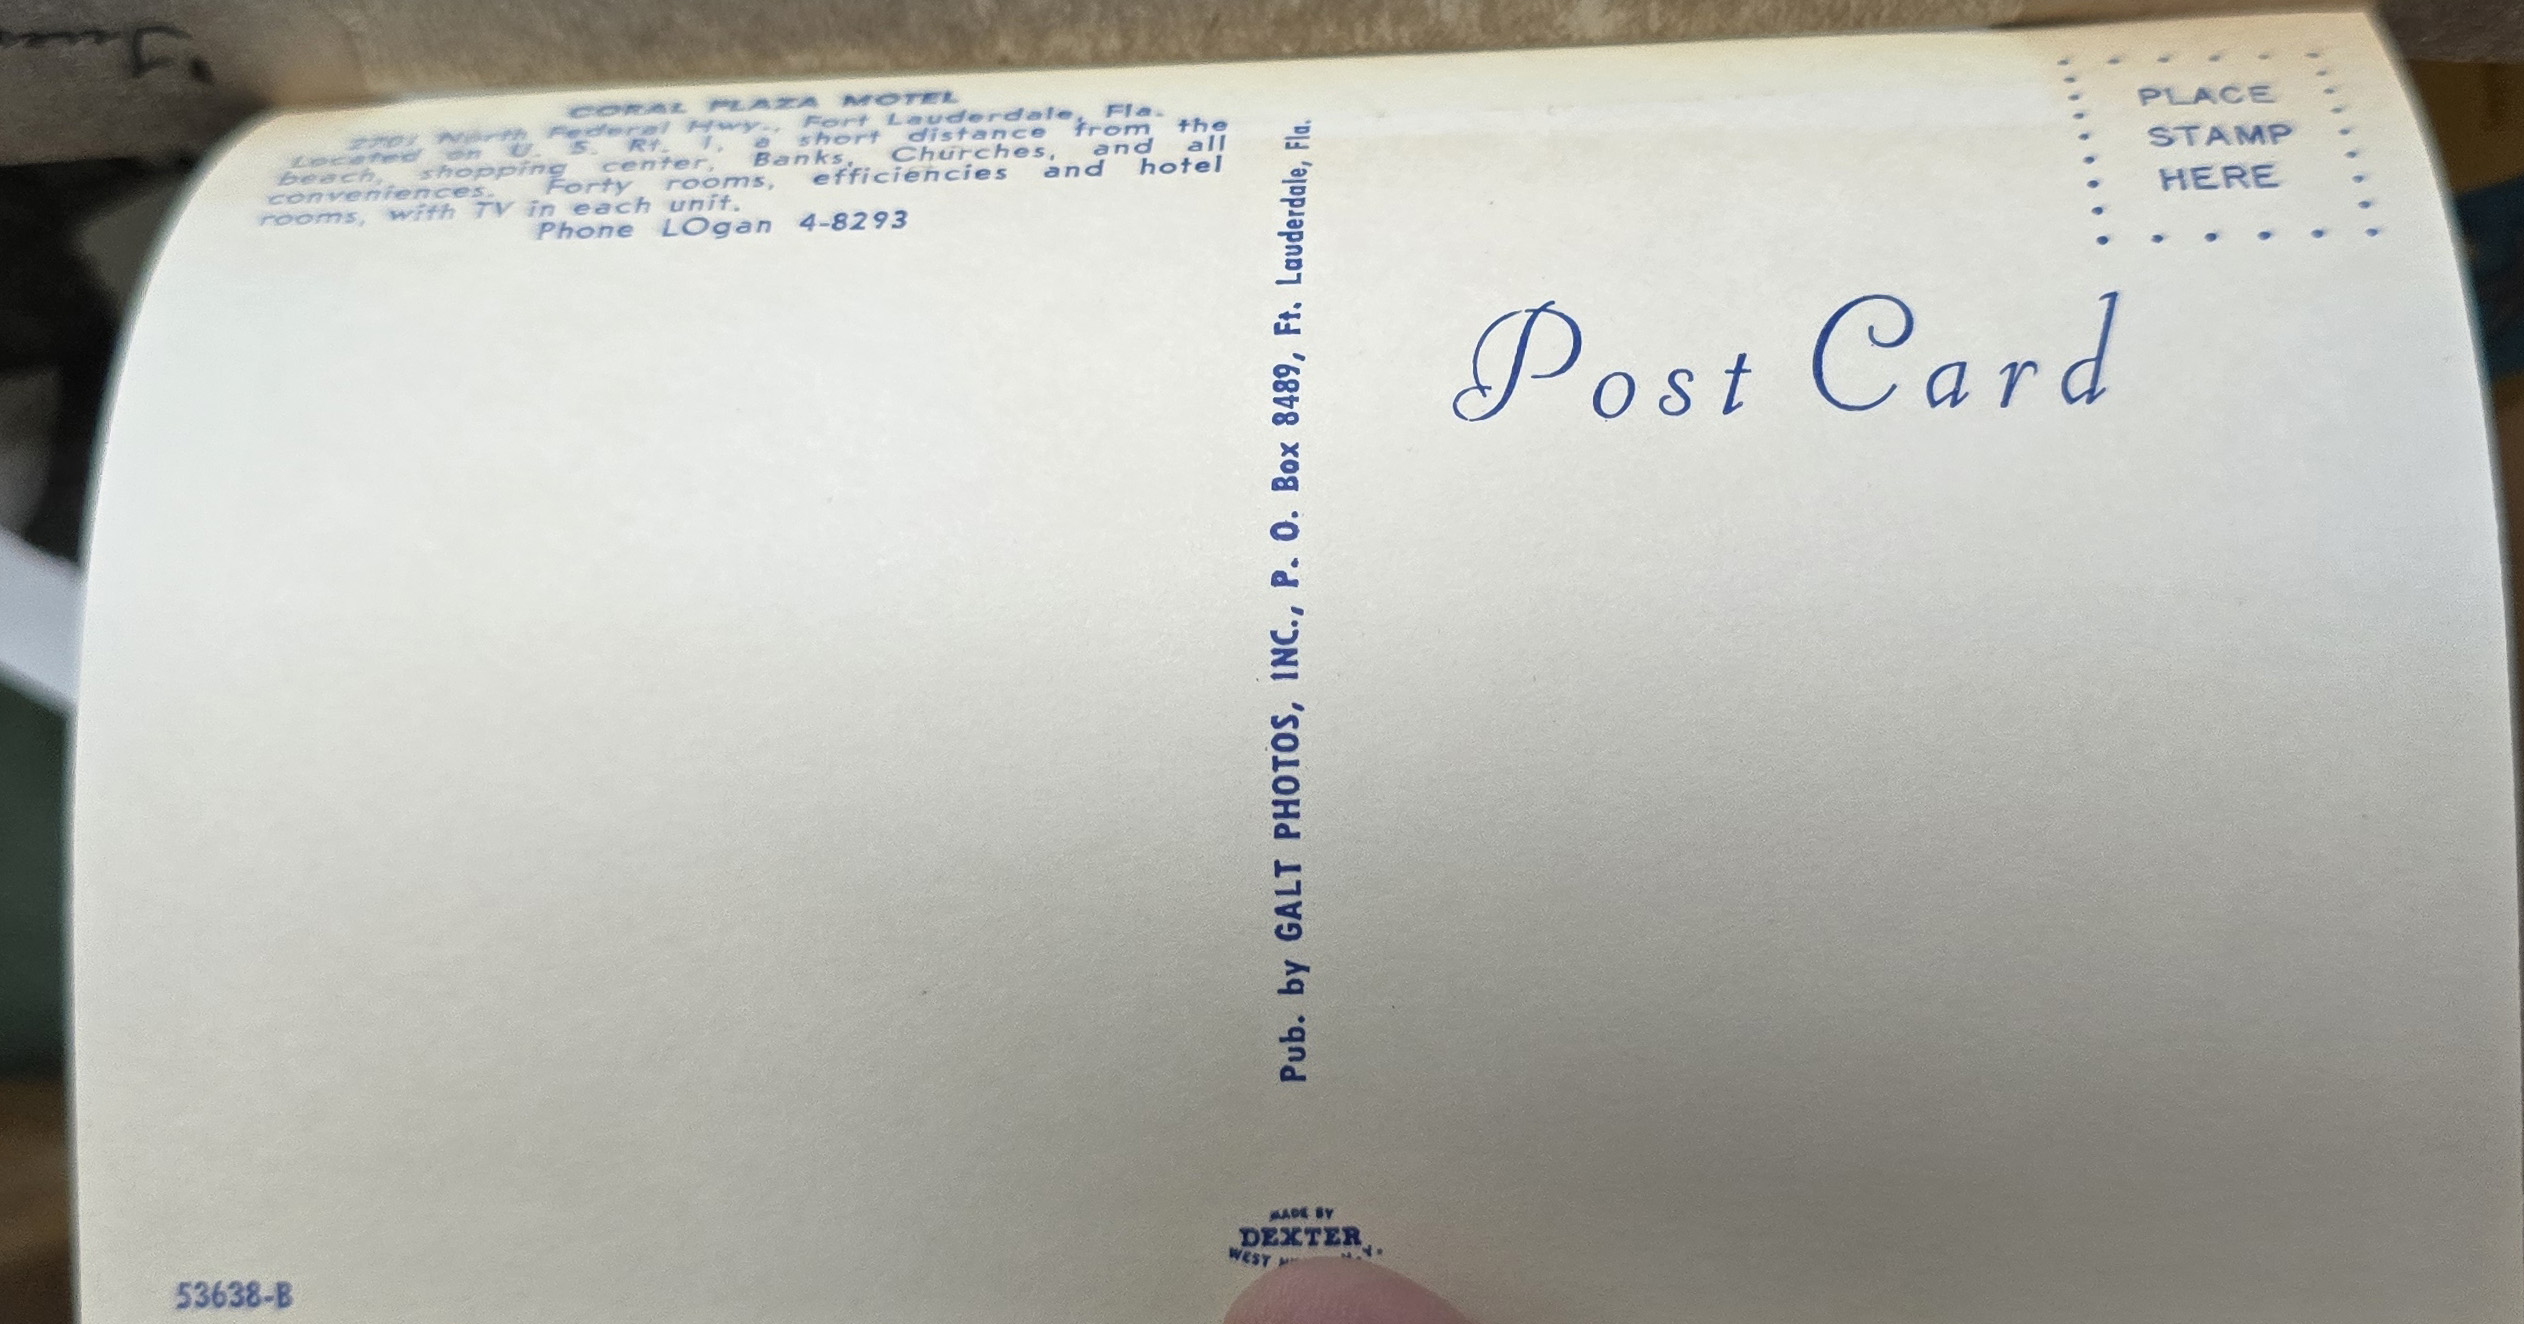 CORAL PLAZA MOTEL
2701 North Federal Hwy., Fort Lauderdale, Fla.
Located on U. S. Rt. 1, a short distance from the
beach, shopping center, Banks, Churches, and all
conveniences. Forty rooms, efficiencies and hotel
rooms, with TV in each unit.
Phone LOgan 4-8293
Pub. by GALT PHOTOS, INC., P. O. Box 8489, Ft. Lauderdale, Fla.
PLACE
STAMP
HERE
Post Card
MADE BY
DEXTER
WEST N.Y.
53638-B